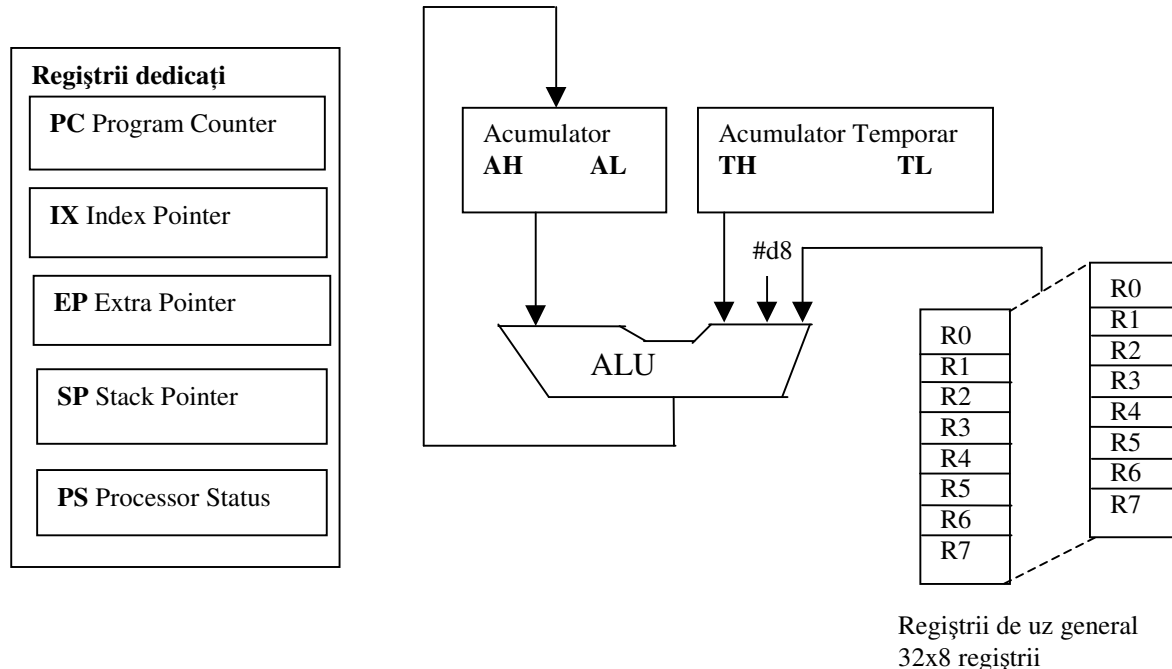 Regiştrii dedicați
PC Program Counter
IX Index Pointer
EP Extra Pointer
SP Stack Pointer
PS Processor Status
Acumulator
AH AL
Acumulator Temporar
TH TL
#d8
ALU
R0
R1
R2
R3
R4
R5
R6
R7
R0
R1
R2
R3
R4
R5
R6
R7
Regiştrii de uz general
32x8 regiştrii